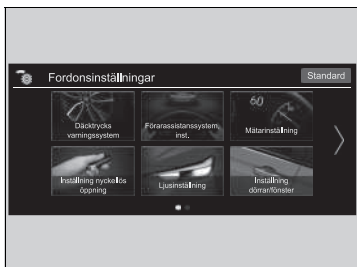 Fordonsinställningar
Standard
Däcktrycks
varningssystem
Förarassistanssystem,
inst.
60
Mätarinställning
Inställning nyckellös
öppning
Ljusinställning
Inställning
dörrar/fönster